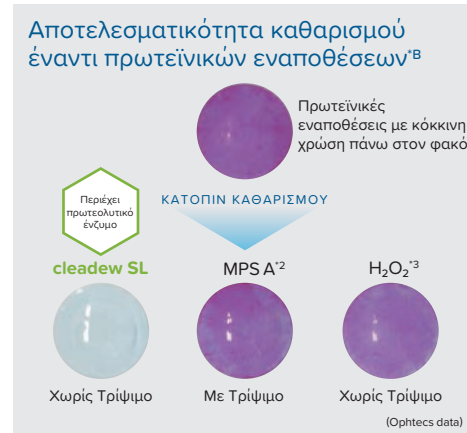 Αποτελεσματικότητα καθαρισμού
έναντι πρωτεϊνικών εναποθέσεων*Β
Πρωτεϊνικές
εναποθέσεις με κόκκινη
χρώση πάνω στον φακό
Περιέχει
πρωτεολυτικό
ένζυμο
ΚΑΤΟΠΙΝ ΚΑΘΑΡΙΣΜΟΥ
cleadew SL
MPS A*2
H₂O₂*3
Χωρίς Τρίψιμο
Με Τρίψιμο
Χωρίς Τρίψιμο
(Ophtecs data)